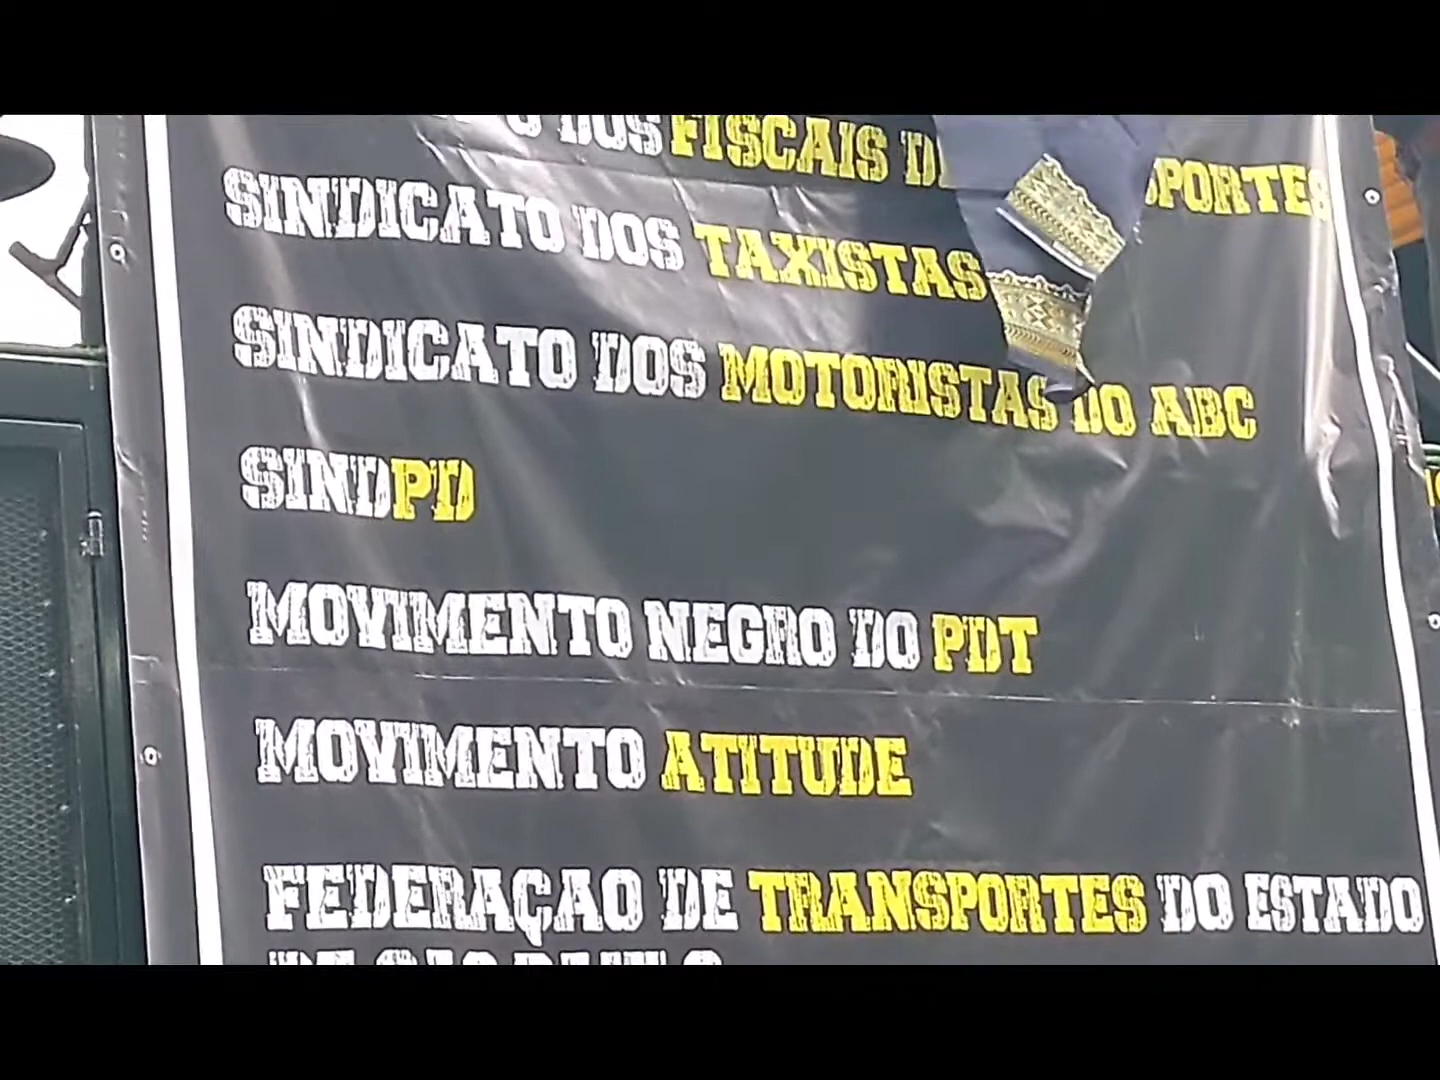 DOS FISCAIS
SINDICATO DOS TAXISTAS
SINDICATO DOS MOTORISTAS DO ABC
SINDPD
MOVIMENTO NEGRO DO PDT
MOVIMENTO ATITUDE
FEDERAÇAO DE TRANSPORTES DO ESTADO